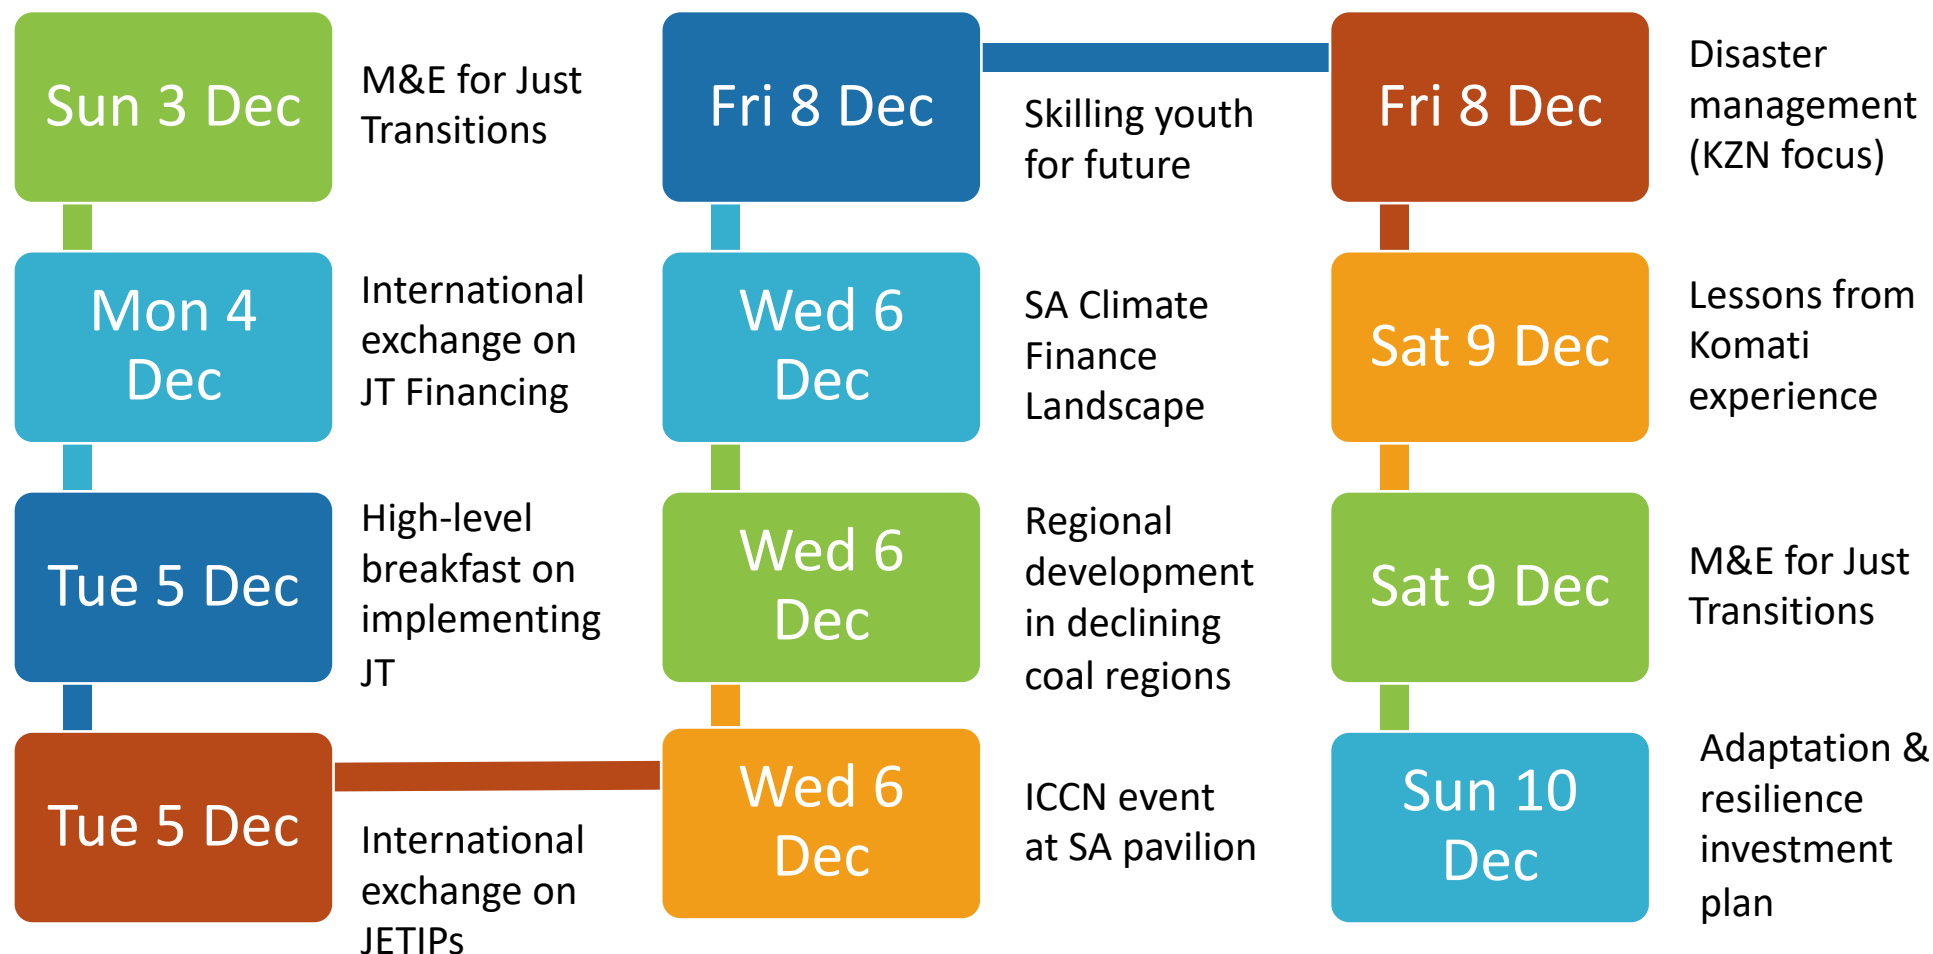 Sun 3 Dec
M&E for Just
Transitions
Mon 4
Dec
International
exchange on
JT Financing
Tue 5 Dec
High-level
breakfast on
implementing
JT
Tue 5 Dec
International
exchange on
JETIPs
Wed 6
Dec
ICCN event
at SA pavilion
Wed 6
Dec
Regional
development
in declining
coal regions
Wed 6
Dec
SA Climate
Finance
Landscape
Fri 8 Dec
Skilling youth
for future
Fri 8 Dec
Disaster
management
(KZN focus)
Sat 9 Dec
Lessons from
Komati
experience
Sat 9 Dec
M&E for Just
Transitions
Sun 10
Dec
Adaptation &
resilience
investment
plan